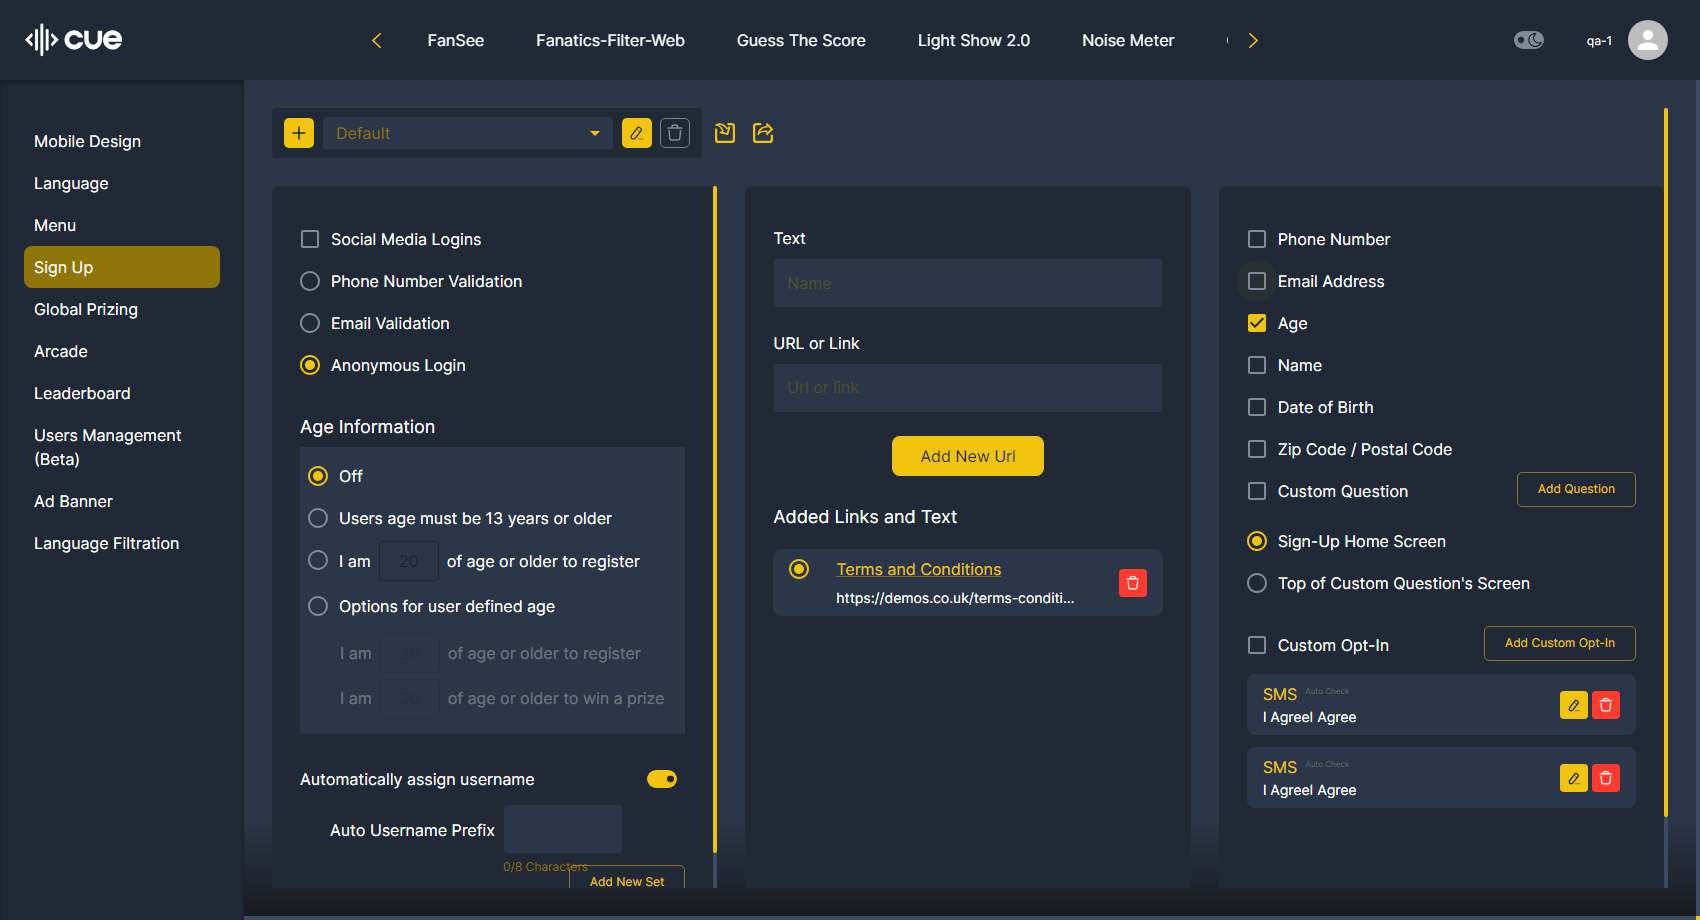 cue
FanSee
Fanatics-Filter-Web
Guess The Score
Light Show 2.0
Noise Meter
qa-1
Mobile Design
Language
Menu
Sign Up
Global Prizing
Arcade
Leaderboard
Users Management
(Beta)
Ad Banner
Language Filtration
Default
Social Media Logins
Phone Number Validation
Email Validation
Anonymous Login
Age Information
Off
Users age must be 13 years or older
I am 20 of age or older to register
Options for user defined age
I am 20 of age or older to register
I am 30 of age or older to win a prize
Automatically assign username
Auto Username Prefix
0/8 Characters
Add New Set
Text
Name
URL or Link
Url or link
Add New Url
Added Links and Text
Terms and Conditions
https://demos.co.uk/terms-conditi...
Phone Number
Email Address
Age
Name
Date of Birth
Zip Code / Postal Code
Custom Question
Add Question
Sign-Up Home Screen
Top of Custom Question's Screen
Custom Opt-In
Add Custom Opt-In
SMS Auto Check
I AgreeI Agree
SMS Auto Check
I AgreeI Agree